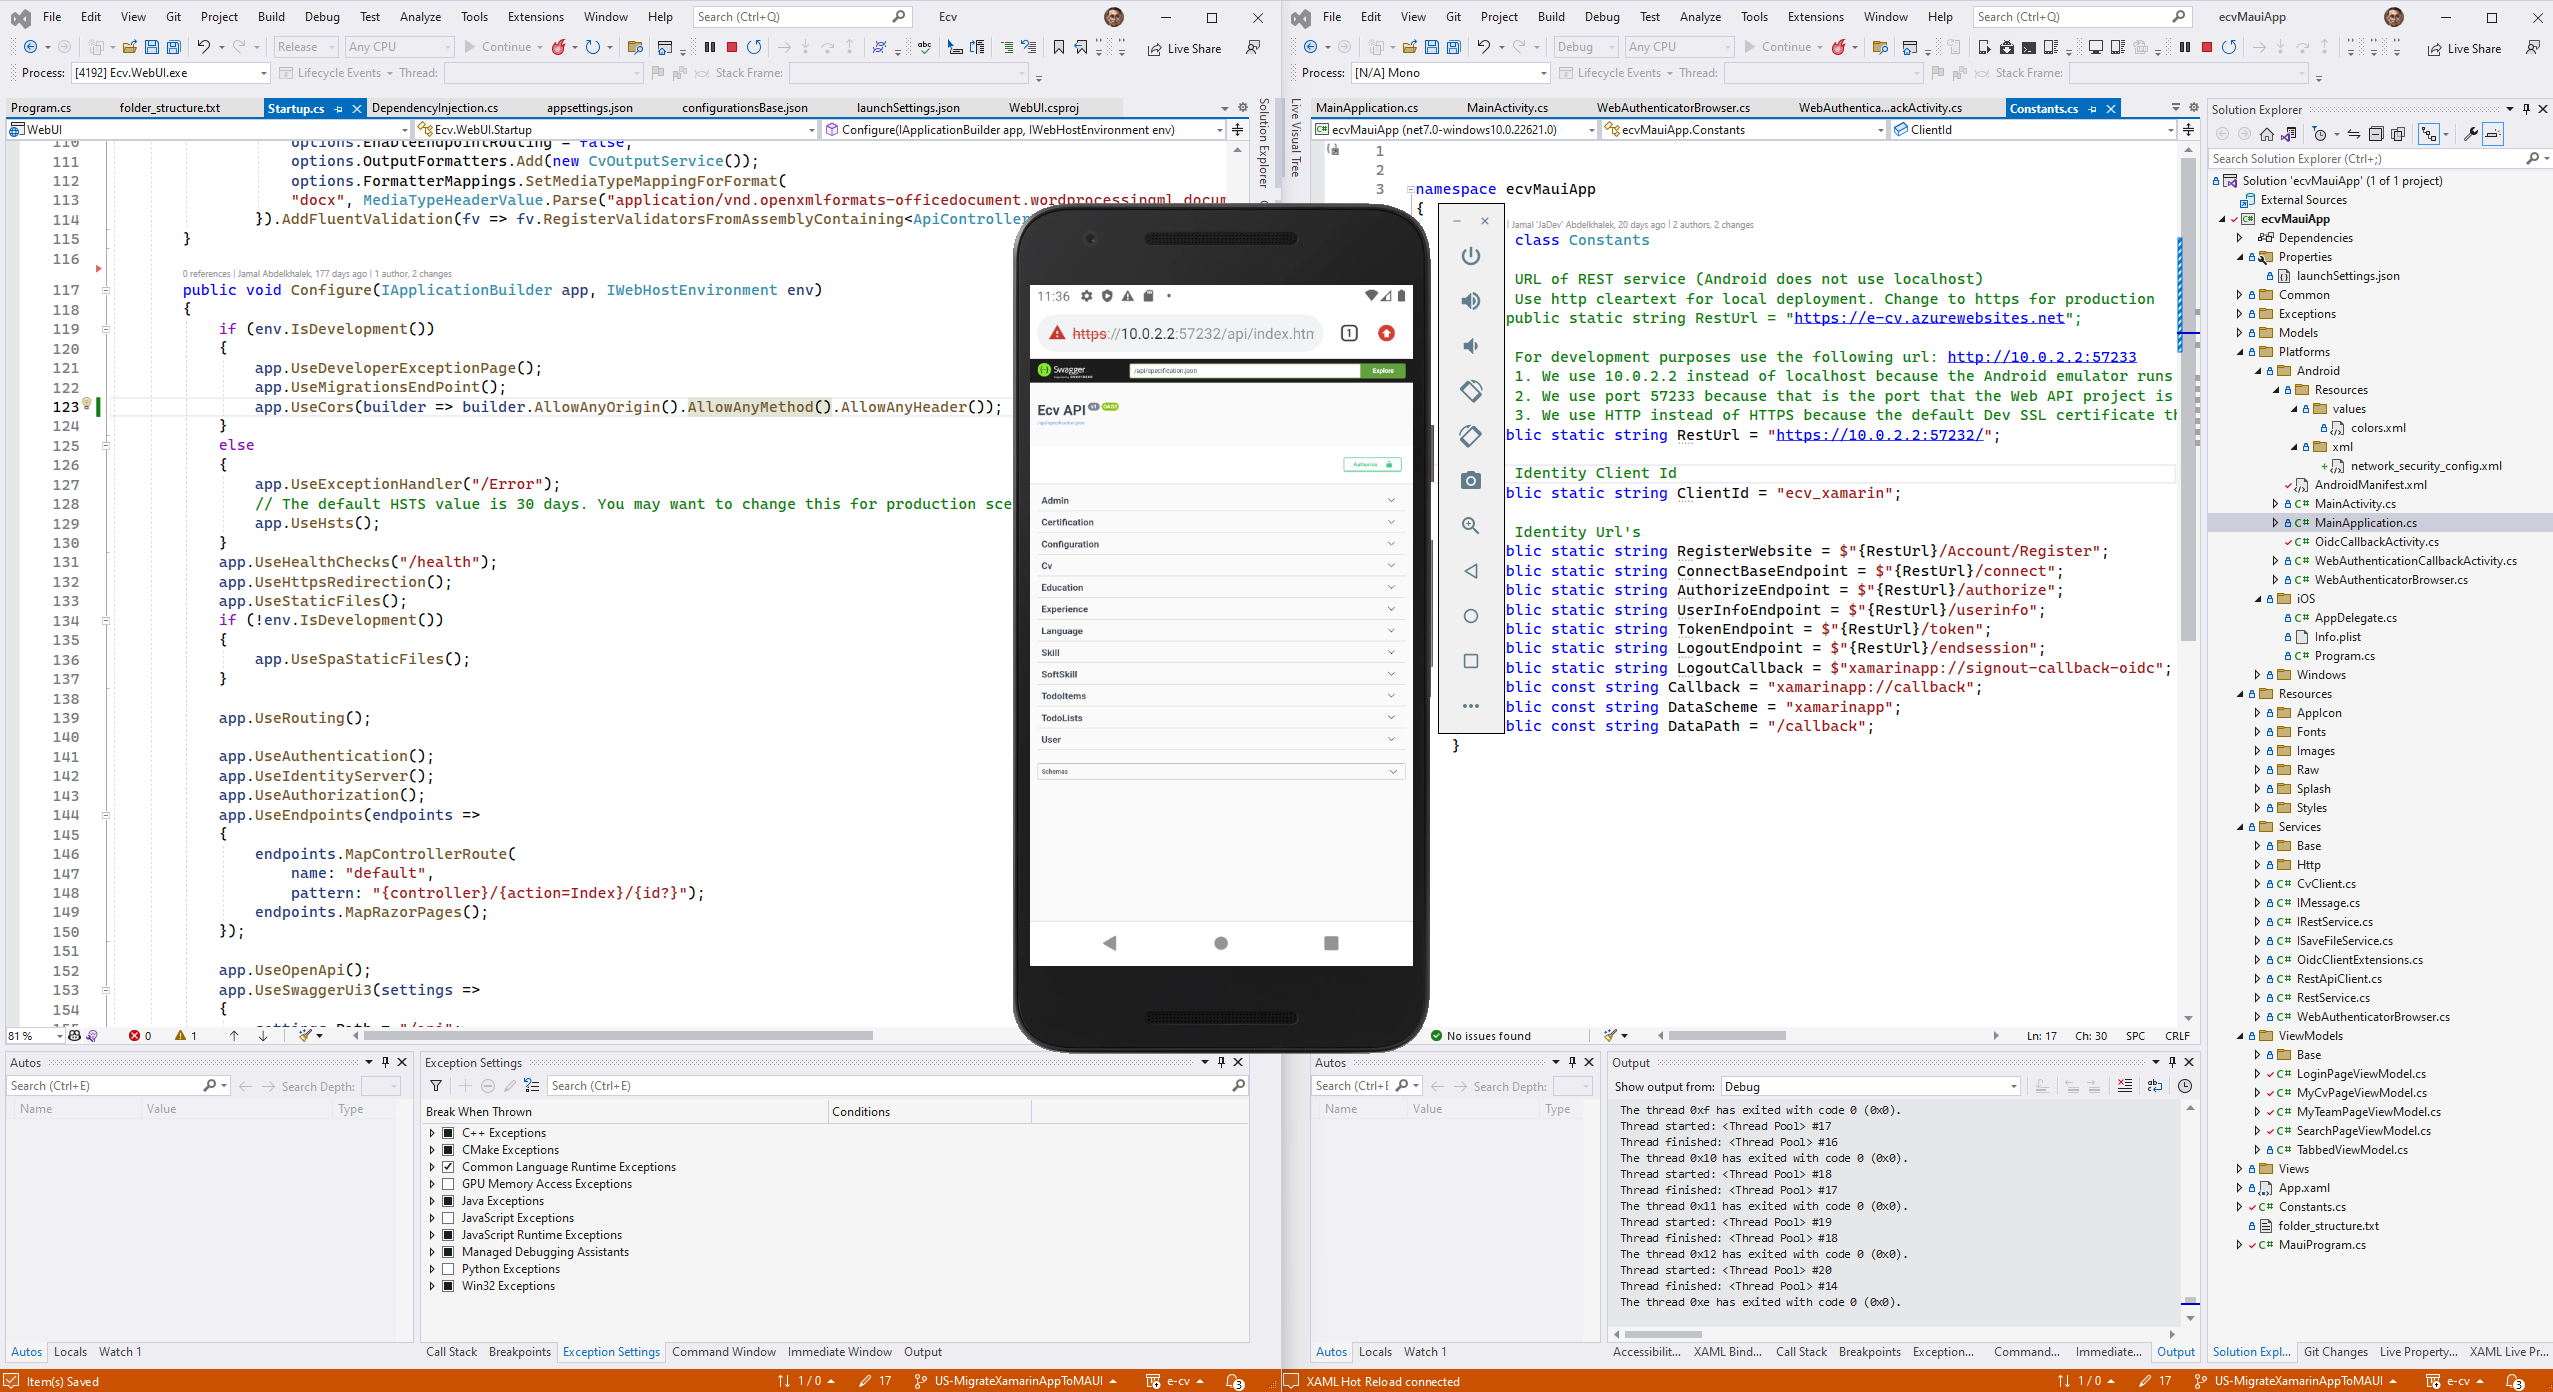 File Edit View Git Project Build Debug Test Analyze Tools Extensions Window Help Search (Ctrl+Q) Ecv
Release Any CPU Continue Live Share
Process: [4192] Ecv.WebUI.exe Lifecycle Events Thread: Stack Frame:
Program.cs folder_structure.txt Startup.cs DependencyInjection.cs appsettings.json configurationsBase.json launchSettings.json WebUI.csproj
WebUI Ecv.WebUI.Startup Configure(IApplicationBuilder app, IWebHostEnvironment env)
110 options.EnableEndpointRouting = false;
111 options.OutputFormatters.Add(new CvOutputService());
112 options.FormatterMappings.SetMediaTypeMappingForFormat(
113 "docx", MediaTypeHeaderValue.Parse("application/vnd.openxmlformats-officedocument.wordprocessingml.docum
114 }).AddFluentValidation(fv => fv.RegisterValidatorsFromAssemblyContaining<ApiController
115 }
116
0 references | Jamal Abdelkhalek, 177 days ago | 1 author, 2 changes
117 public void Configure(IApplicationBuilder app, IWebHostEnvironment env)
118 {
119 if (env.IsDevelopment())
120 {
121 app.UseDeveloperExceptionPage();
122 app.UseMigrationsEndPoint();
123 app.UseCors(builder => builder.AllowAnyOrigin().AllowAnyMethod().AllowAnyHeader());
124 }
125 else
126 {
127 app.UseExceptionHandler("/Error");
128 // The default HSTS value is 30 days. You may want to change this for production sce
129 app.UseHsts();
130 }
131 app.UseHealthChecks("/health");
132 app.UseHttpsRedirection();
133 app.UseStaticFiles();
134 if (!env.IsDevelopment())
135 {
136 app.UseSpaStaticFiles();
137 }
138
139 app.UseRouting();
140
141 app.UseAuthentication();
142 app.UseIdentityServer();
143 app.UseAuthorization();
144 app.UseEndpoints(endpoints =>
145 {
146 endpoints.MapControllerRoute(
147 name: "default",
148 pattern: "{controller}/{action=Index}/{id?}");
149 endpoints.MapRazorPages();
150 });
151
152 app.UseOpenApi();
153 app.UseSwaggerUi3(settings =>
154 {
81 % 0 1
Autos
Search (Ctrl+E) Search Depth:
Name Value Type
Autos Locals Watch 1
Exception Settings
Search (Ctrl+E)
Break When Thrown Conditions
C++ Exceptions
CMake Exceptions
Common Language Runtime Exceptions
GPU Memory Access Exceptions
Java Exceptions
JavaScript Exceptions
JavaScript Runtime Exceptions
Managed Debugging Assistants
Python Exceptions
Win32 Exceptions
Call Stack Breakpoints Exception Settings Command Window Immediate Window Output
Item(s) Saved 1 / 0 17 US-MigrateXamarinAppToMAUI e-cv 3
Solution Explorer
11:36
https://10.0.2.2:57232/api/index.htm 1
Swagger /api/specification.json Explore
Ecv API v1 OAS3
/api/specification.json
Authorize
Admin
Certification
Configuration
Cv
Education
Experience
Language
Skill
SoftSkill
TodoItems
TodoLists
User
Schemas
File Edit View Git Project Build Debug Test Analyze Tools Extensions Window Help Search (Ctrl+Q) ecvMauiApp
Debug Any CPU Continue Live Share
Process: [N/A] Mono Lifecycle Events Thread: Stack Frame:
Live Visual Tree
MainApplication.cs MainActivity.cs WebAuthenticatorBrowser.cs WebAuthentica...ackActivity.cs Constants.cs
ecvMauiApp (net7.0-windows10.0.22621.0) ecvMauiApp.Constants ClientId
1
2
3 namespace ecvMauiApp
{
| Jamal 'JaDev' Abdelkhalek, 20 days ago | 2 authors, 2 changes
class Constants
URL of REST service (Android does not use localhost)
Use http cleartext for local deployment. Change to https for production
public static string RestUrl = "https://e-cv.azurewebsites.net";
For development purposes use the following url: http://10.0.2.2:57233
1. We use 10.0.2.2 instead of localhost because the Android emulator runs
2. We use port 57233 because that is the port that the Web API project is
3. We use HTTP instead of HTTPS because the default Dev SSL certificate th
blic static string RestUrl = "https://10.0.2.2:57232/";
Identity Client Id
blic static string ClientId = "ecv_xamarin";
Identity Url's
blic static string RegisterWebsite = $"{RestUrl}/Account/Register";
blic static string ConnectBaseEndpoint = $"{RestUrl}/connect";
blic static string AuthorizeEndpoint = $"{RestUrl}/authorize";
blic static string UserInfoEndpoint = $"{RestUrl}/userinfo";
blic static string TokenEndpoint = $"{RestUrl}/token";
blic static string LogoutEndpoint = $"{RestUrl}/endsession";
blic static string LogoutCallback = $"xamarinapp://signout-callback-oidc";
blic const string Callback = "xamarinapp://callback";
blic const string DataScheme = "xamarinapp";
blic const string DataPath = "/callback";
}
No issues found Ln: 17 Ch: 30 SPC CRLF
Autos
Search (Ctrl+E Search Depth:
Name Value Type
Autos Locals Watch 1
Output
Show output from: Debug
The thread 0xf has exited with code 0 (0x0).
Thread started: <Thread Pool> #17
Thread finished: <Thread Pool> #16
The thread 0x10 has exited with code 0 (0x0).
Thread started: <Thread Pool> #18
Thread finished: <Thread Pool> #17
The thread 0x11 has exited with code 0 (0x0).
Thread started: <Thread Pool> #19
Thread finished: <Thread Pool> #18
The thread 0x12 has exited with code 0 (0x0).
Thread started: <Thread Pool> #20
Thread finished: <Thread Pool> #14
The thread 0xe has exited with code 0 (0x0).
Accessibilit... XAML Bind... Call Stack Breakpoints Exception... Command... Immediate... Output
Solution Explorer
Search Solution Explorer (Ctrl+;)
Solution 'ecvMauiApp' (1 of 1 project)
External Sources
ecvMauiApp
Dependencies
Properties
launchSettings.json
Common
Exceptions
Models
Platforms
Android
Resources
values
colors.xml
xml
network_security_config.xml
AndroidManifest.xml
C# MainActivity.cs
C# MainApplication.cs
C# OidcCallbackActivity.cs
C# WebAuthenticationCallbackActivity.cs
C# WebAuthenticatorBrowser.cs
iOS
C# AppDelegate.cs
Info.plist
C# Program.cs
Windows
Resources
AppIcon
Fonts
Images
Raw
Splash
Styles
Services
Base
Http
C# CvClient.cs
C# IMessage.cs
C# IRestService.cs
C# ISaveFileService.cs
C# OidcClientExtensions.cs
C# RestApiClient.cs
C# RestService.cs
C# WebAuthenticatorBrowser.cs
ViewModels
Base
C# LoginPageViewModel.cs
C# MyCvPageViewModel.cs
C# MyTeamPageViewModel.cs
C# SearchPageViewModel.cs
C# TabbedViewModel.cs
Views
App.xaml
C# Constants.cs
folder_structure.txt
C# MauiProgram.cs
Solution Expl... Git Changes Live Property... XAML Live Pr...
XAML Hot Reload connected 1 / 0 17 US-MigrateXamarinAppToMAUI e-cv 3